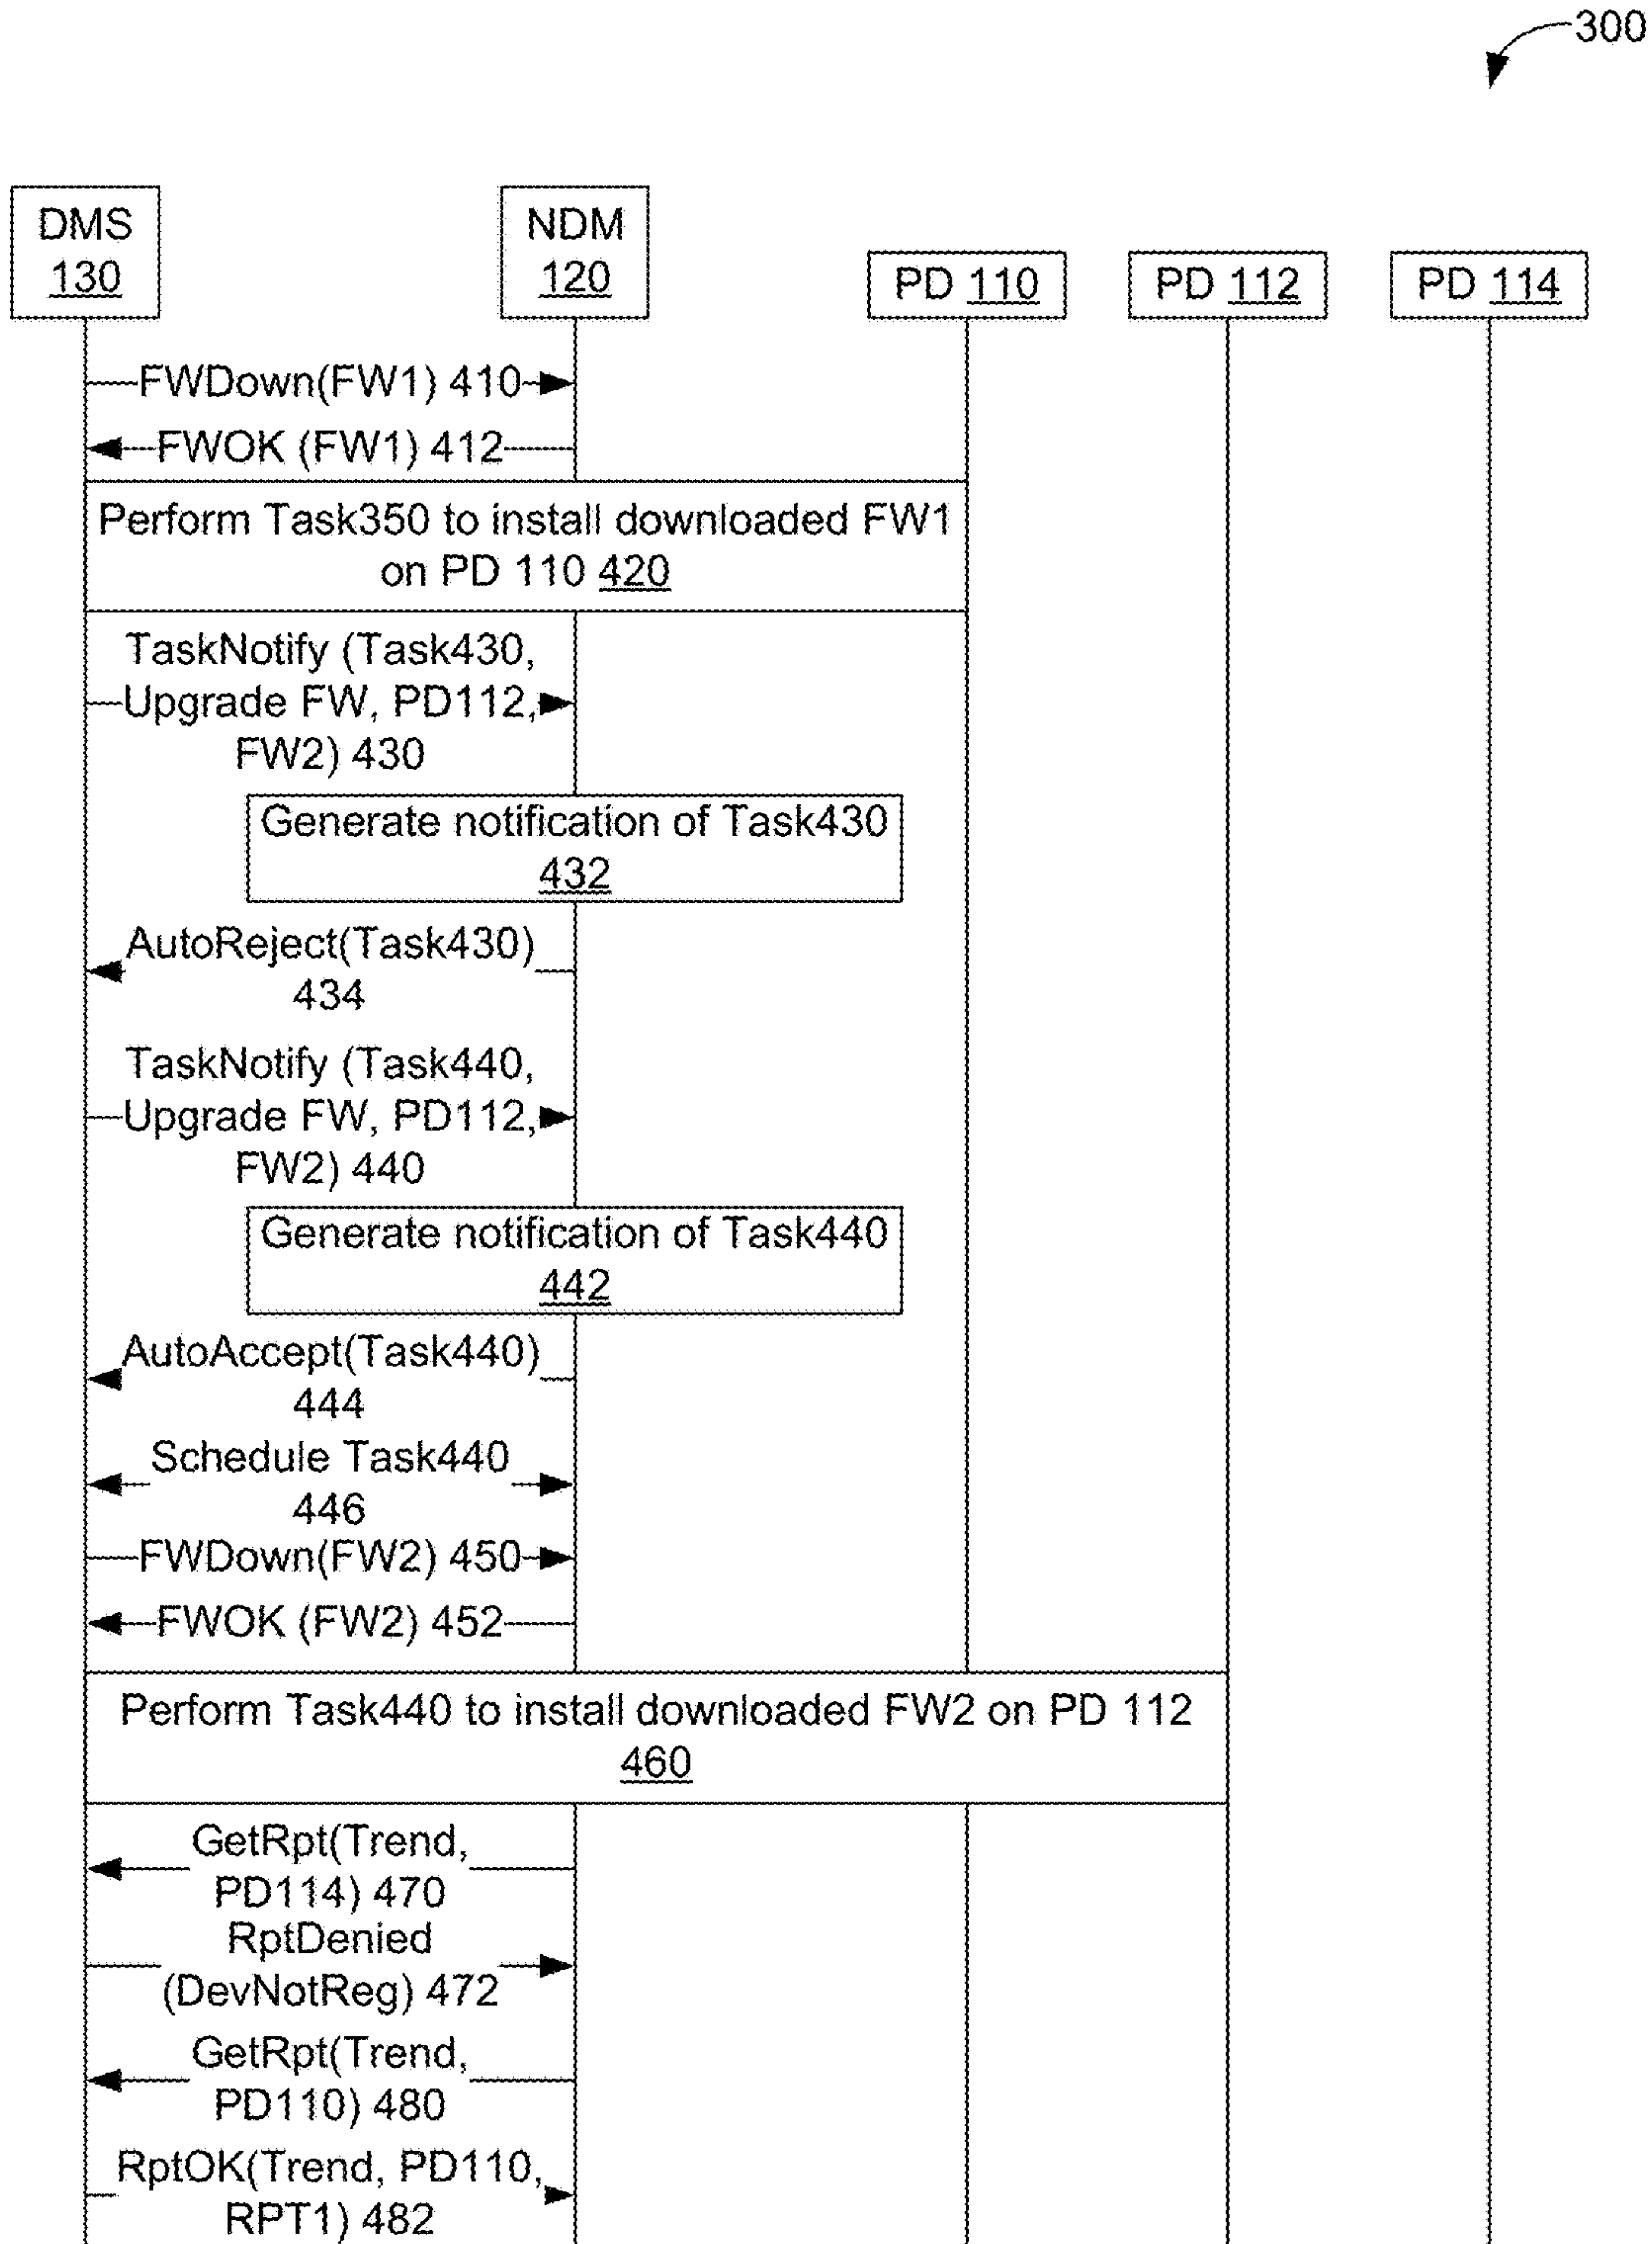 300
DMS
130
NDM
120
PD 110
PD 112
PD 114
FWDown(FW1) 410
FWOK (FW1) 412
Perform Task350 to install downloaded FW1
on PD 110 420
TaskNotify (Task430,
Upgrade FW, PD112,
FW2) 430
Generate notification of Task430
432
AutoReject(Task430)
434
TaskNotify (Task440,
Upgrade FW, PD112,
FW2) 440
Generate notification of Task440
442
AutoAccept(Task440)
444
Schedule Task440
446
FWDown(FW2) 450
FWOK (FW2) 452
Perform Task440 to install downloaded FW2 on PD 112
460
GetRpt(Trend,
PD114) 470
RptDenied
(DevNotReg) 472
GetRpt(Trend,
PD110) 480
RptOK(Trend, PD110,
RPT1) 482